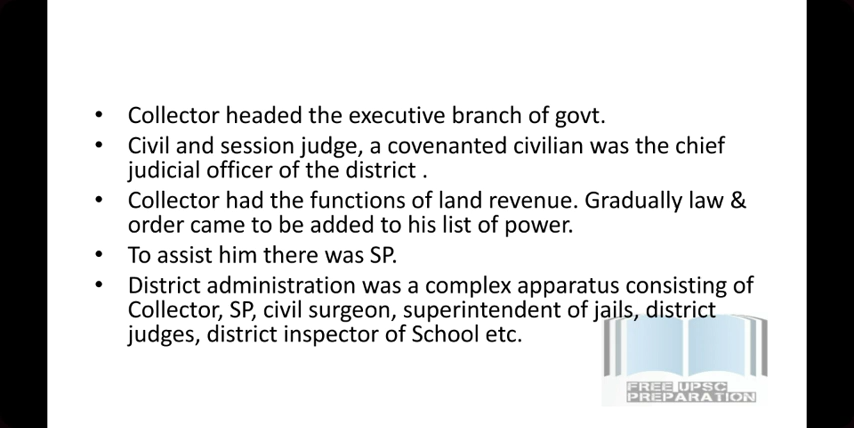 • Collector headed the executive branch of govt.
• Civil and session judge, a covenanted civilian was the chief
judicial officer of the district .
• Collector had the functions of land revenue. Gradually law &
order came to be added to his list of power.
• To assist him there was SP.
• District administration was a complex apparatus consisting of
Collector, SP, civil surgeon, superintendent of jails, district
judges, district inspector of School etc.
FREE UPSC
PREPARATION